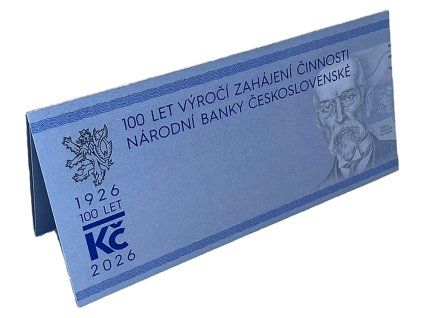 100 LET VÝROČÍ ZAHÁJENÍ ČINNOSTI
NÁRODNÍ BANKY ČESKOSLOVENSKÉ
1926
100 LET
Kč
2026